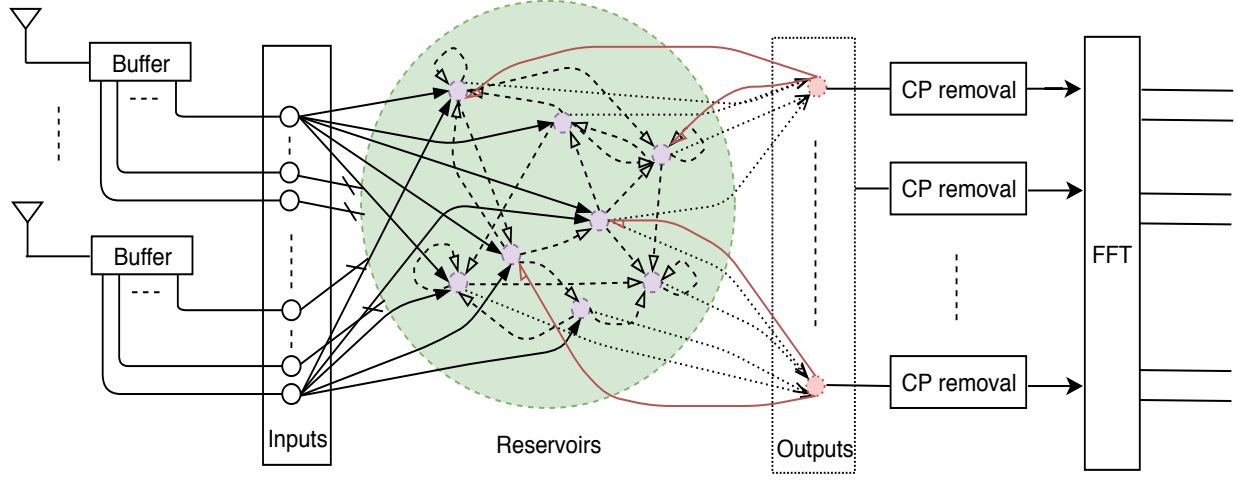 Buffer
Buffer
Inputs
Reservoirs
Outputs
CP removal
CP removal
CP removal
FFT